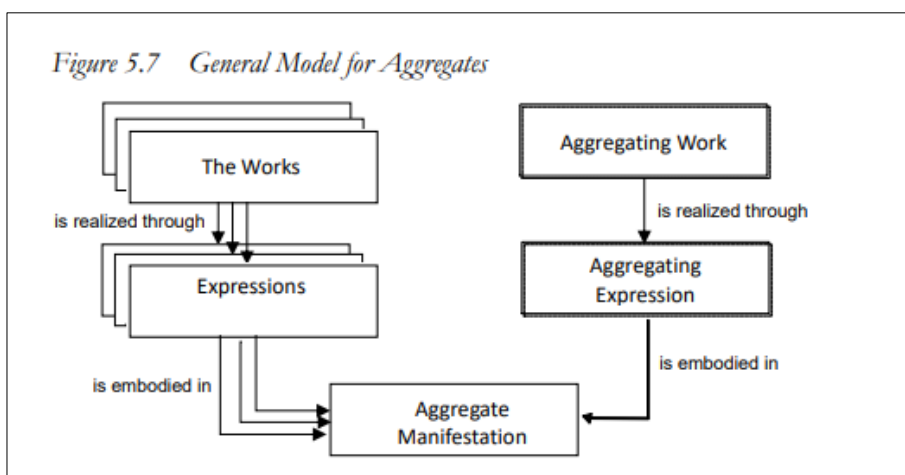 Figure 5.7 General Model for Aggregates
The Works
Aggregating Work
is realized through
is realized through
Expressions
Aggregating
Expression
is embodied in
is embodied in
Aggregate
Manifestation